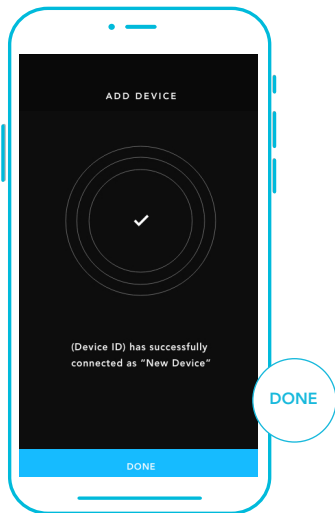 ADD DEVICE
(Device ID) has successfully
connected as “New Device”
DONE
DONE